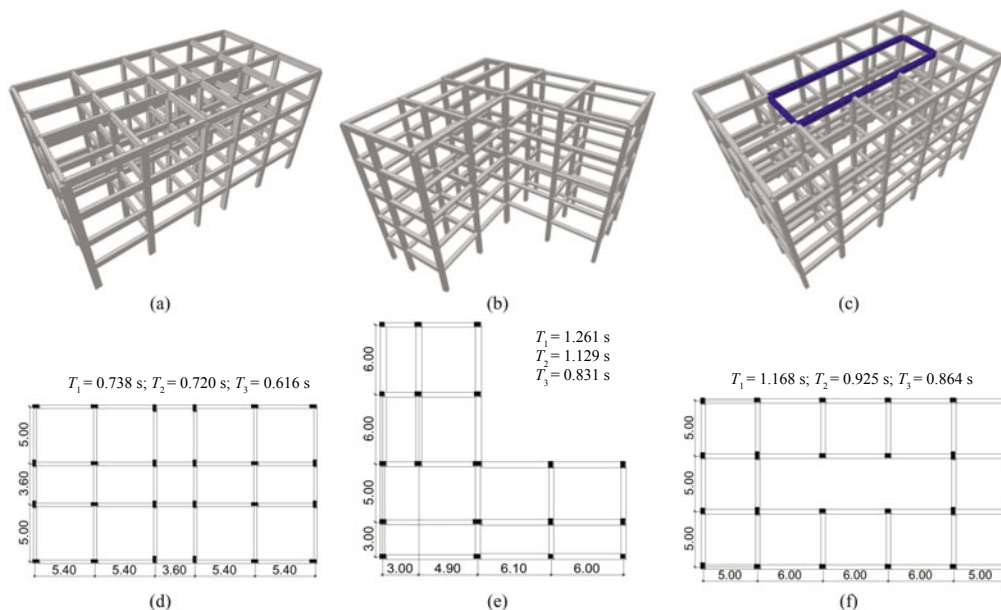 (a)
(b)
(c)
T1 = 0.738 s; T2 = 0.720 s; T3 = 0.616 s
5.00
3.60
5.00
5.40 5.40 3.60 5.40 5.40
(d)
T1 = 1.261 s
T2 = 1.129 s
T3 = 0.831 s
6.00
6.00
5.00
3.00
3.00 4.90 6.10 6.00
(e)
T1 = 1.168 s; T2 = 0.925 s; T3 = 0.864 s
5.00
5.00
5.00
5.00 6.00 6.00 6.00 5.00
(f)